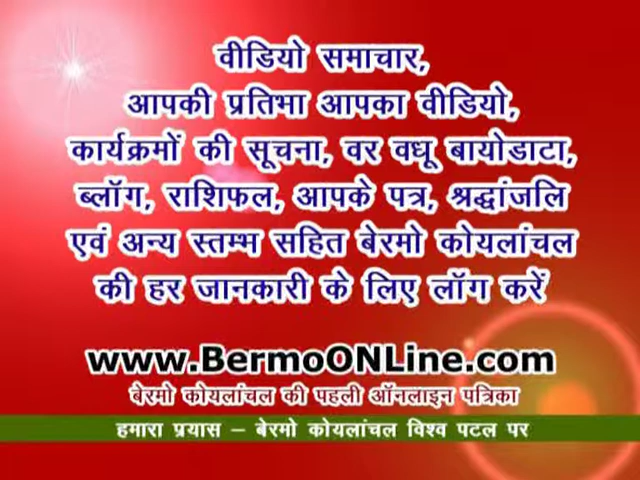 वीडियो समाचार,
आपकी प्रतिभा आपका वीडियो,
कार्यक्रमों की सूचना, वर वधू बायोडाटा,
ब्लॉग, राशिफल, आपके पत्र, श्रद्धांजलि
एवं अन्य स्तम्भ सहित बेरमो कोयलांचल
की हर जानकारी के लिए लॉग करें
www.BermoONLine.com
बेरमो कोयलांचल की पहली ऑनलाइन पत्रिका
हमारा प्रयास – बेरमो कोयलांचल विश्व पटल पर